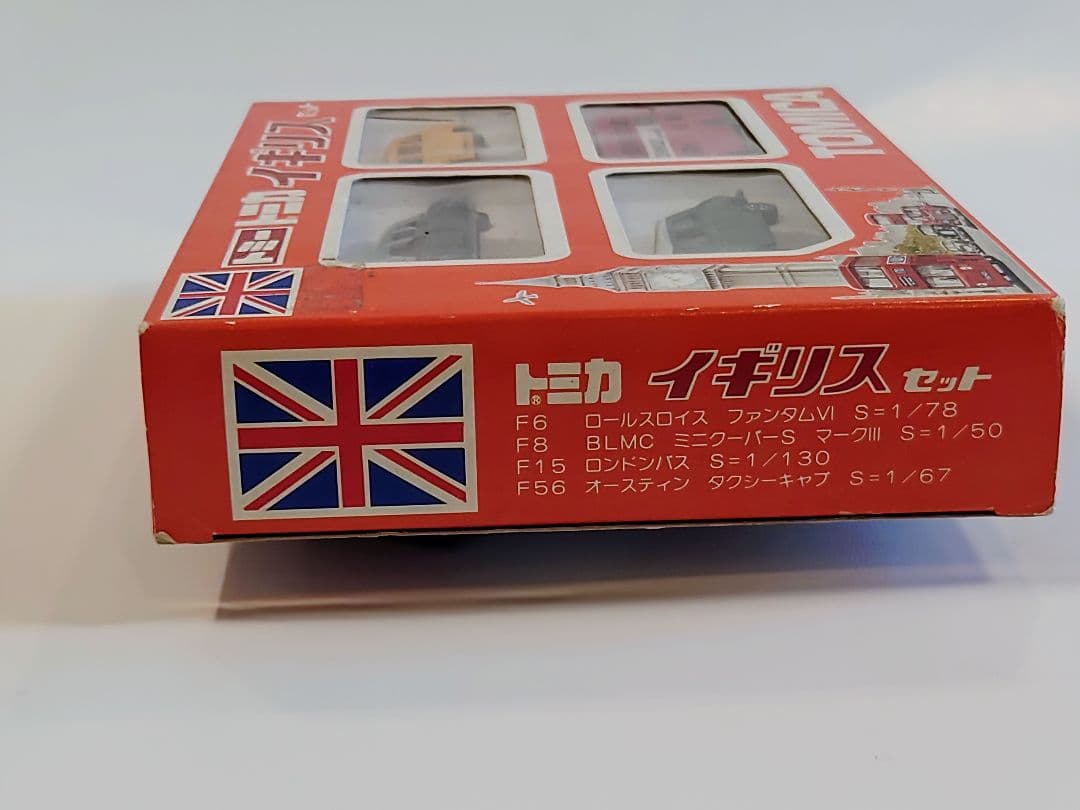 TOMICA
トミー トミカ イギリス セット
トミカ® イギリス セット
F6 ロールスロイス ファンタムVI S=1/78
F8 BLMC ミニクーパーS マークIII S=1/50
F15 ロンドンバス S=1/130
F56 オースティン タクシーキャブ S=1/67